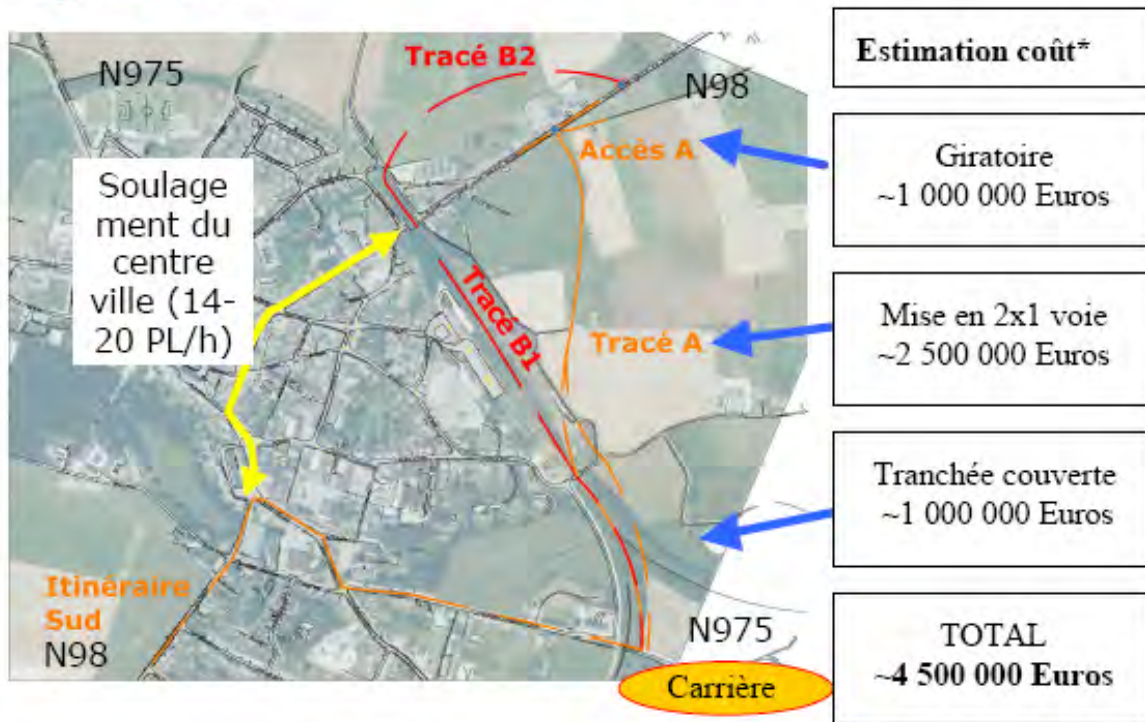 N975
Tracé B2
N98
Accès A
Soulage
ment du
centre
ville (14-
20 PL/h)
Tracé B1
Tracé A
Itinéraire
Sud
N98
N975
Carrière
Estimation coût*
Giratoire
~1 000 000 Euros
Mise en 2x1 voie
~2 500 000 Euros
Tranchée couverte
~1 000 000 Euros
TOTAL
~4 500 000 Euros